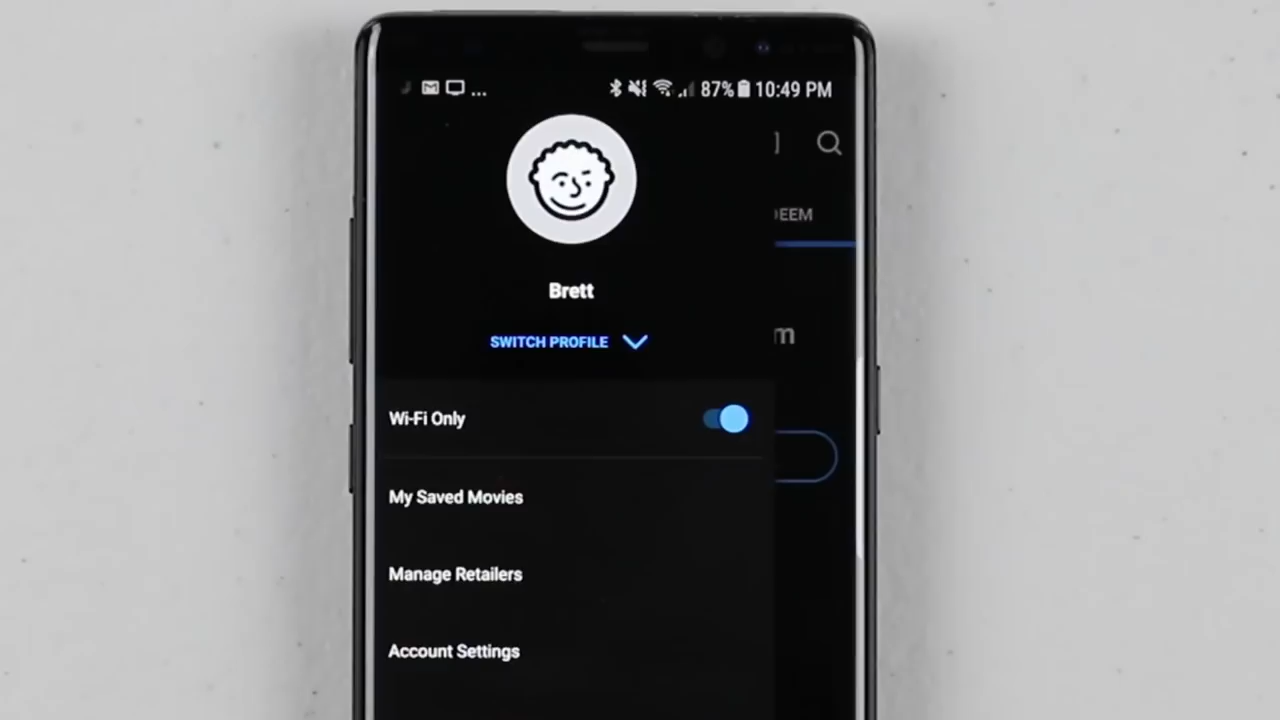 ... 87% 10:49 PM
Brett
SWITCH PROFILE
Wi-Fi Only
My Saved Movies
Manage Retailers
Account Settings